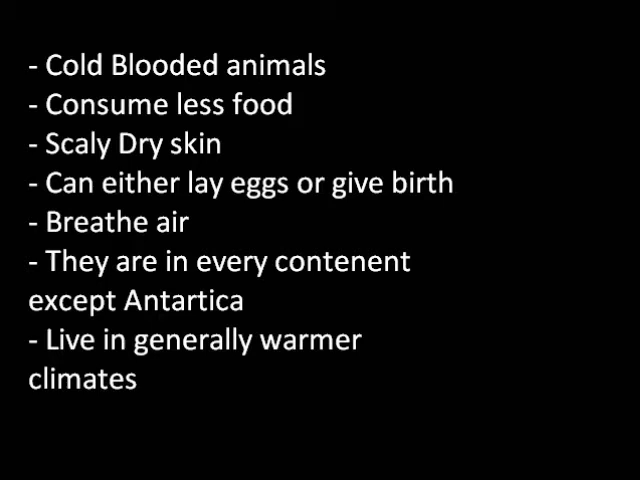 - Cold Blooded animals
- Consume less food
- Scaly Dry skin
- Can either lay eggs or give birth
- Breathe air
- They are in every contenent
except Antartica
- Live in generally warmer
climates